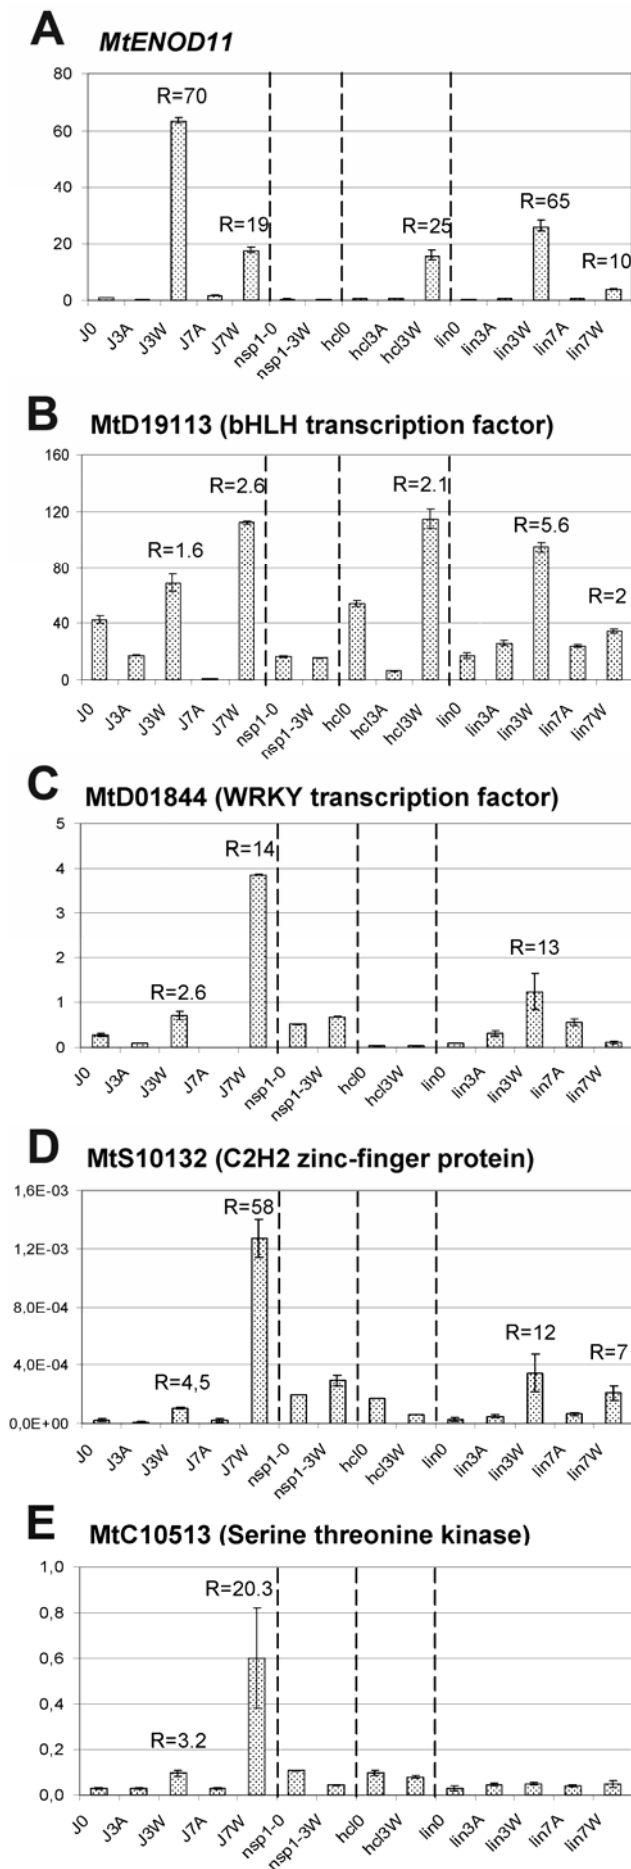 A MtENOD11
80
R=70
60
40
R=65
R=25
R=19
20
R=10
0
J0 J3A J3W J7A J7W nsp1-0 nsp1-3W hcl0 hcl3A hcl3W lin0 lin3A lin3W lin7A lin7W
B MtD19113 (bHLH transcription factor)
160
R=2.6 R=2.1
120
R=1.6 R=5.6
80
R=2
40
0
J0 J3A J3W J7A J7W nsp1-0 nsp1-3W hcl0 hcl3A hcl3W lin0 lin3A lin3W lin7A lin7W
C MtD01844 (WRKY transcription factor)
5
R=14
4
3
R=13
2
R=2.6
1
0
J0 J3A J3W J7A J7W nsp1-0 nsp1-3W hcl0 hcl3W lin0 lin3A lin3W lin7A lin7W
D MtS10132 (C2H2 zinc-finger protein)
1,6E-03
R=58
1,2E-03
8,0E-04
R=12 R=7
4,0E-04
R=4,5
0,0E+00
J0 J3A J3W J7A J7W nsp1-0 nsp1-3W hcl0 hcl3W lin0 lin3A lin3W lin7A lin7W
E MtC10513 (Serine threonine kinase)
1,0
R=20.3
0,8
0,6
0,4
R=3.2
0,2
0,0
J0 J3A J3W J7A J7W nsp1-0 nsp1-3W hcl0 hcl3W lin0 lin3A lin3W lin7A lin7W